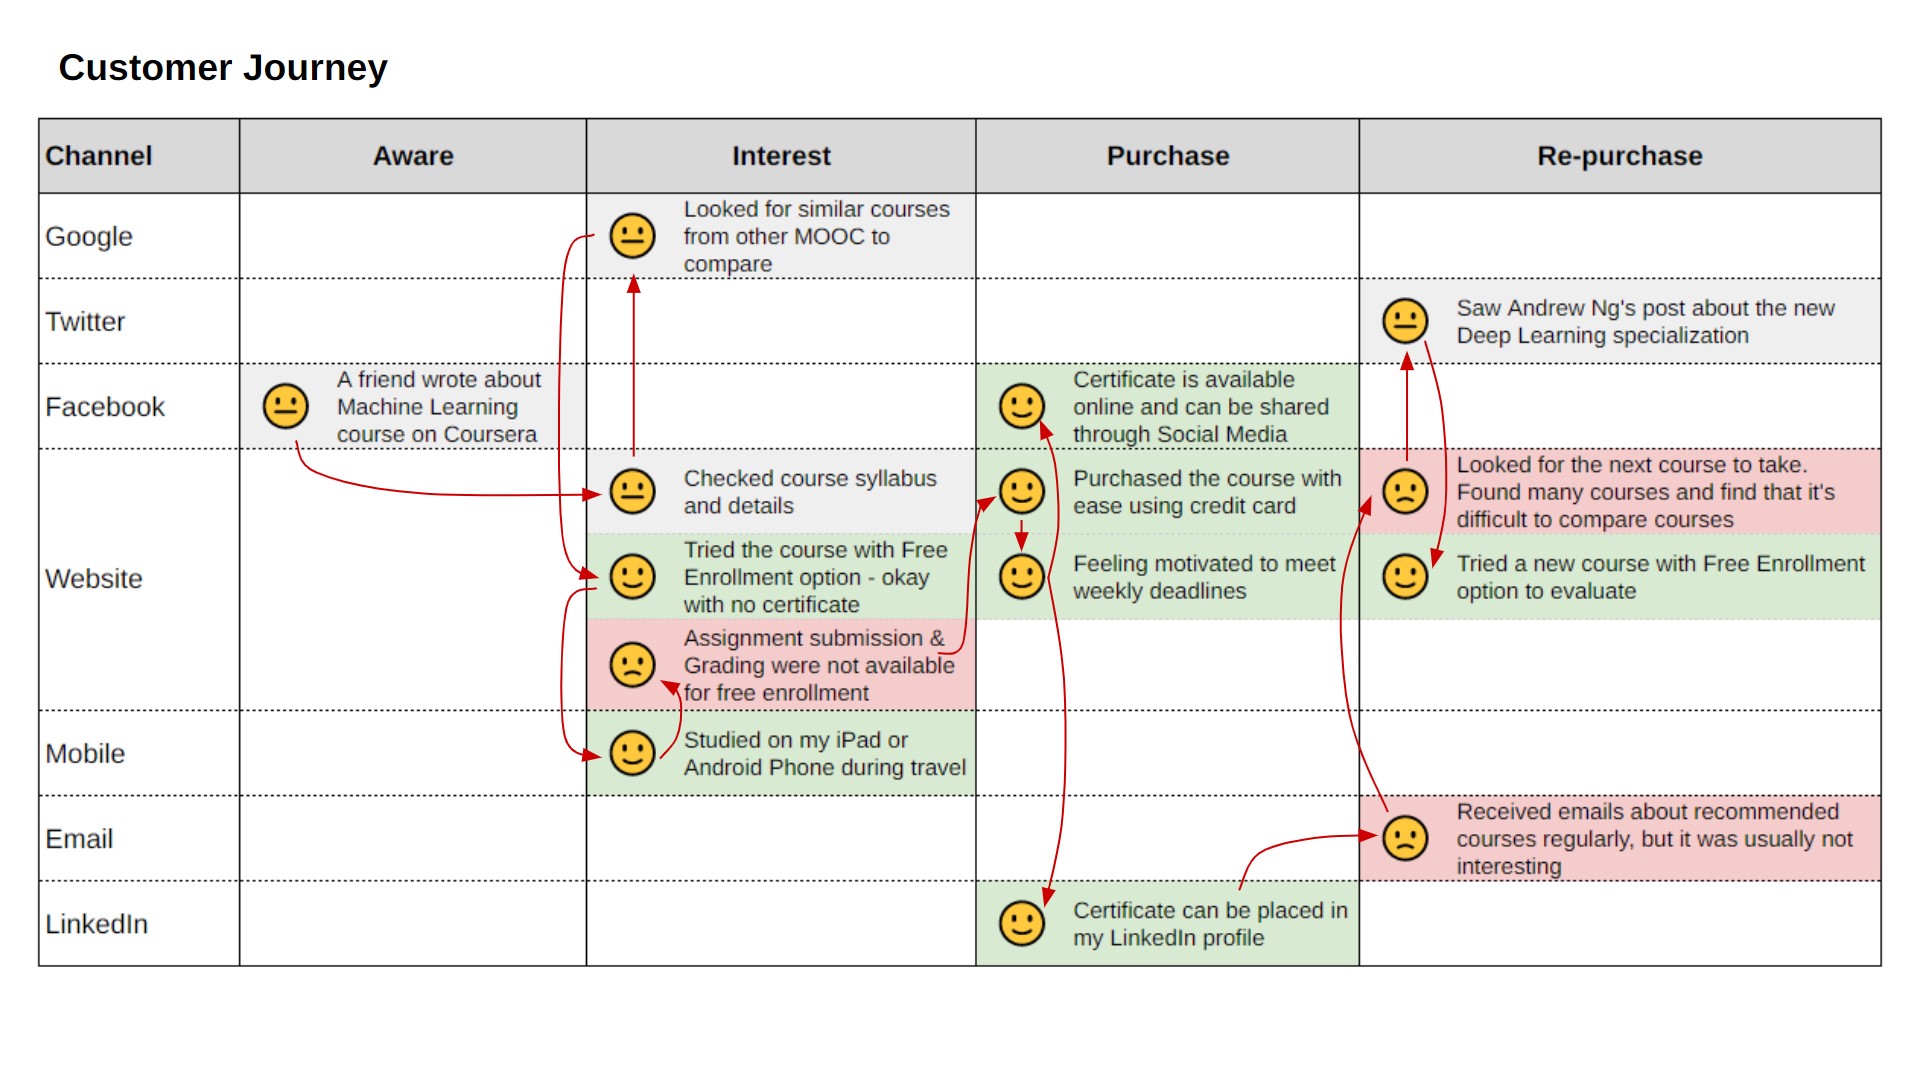 Customer Journey
Channel
Aware
Interest
Purchase
Re-purchase
Google
Looked for similar courses
from other MOOC to
compare
Twitter
Saw Andrew Ng's post about the new
Deep Learning specialization
Facebook
A friend wrote about
Machine Learning
course on Coursera
Certificate is available
online and can be shared
through Social Media
Website
Checked course syllabus
and details
Purchased the course with
ease using credit card
Looked for the next course to take.
Found many courses and find that it's
difficult to compare courses
Tried the course with Free
Enrollment option - okay
with no certificate
Feeling motivated to meet
weekly deadlines
Tried a new course with Free Enrollment
option to evaluate
Assignment submission &
Grading were not available
for free enrollment
Mobile
Studied on my iPad or
Android Phone during travel
Email
Received emails about recommended
courses regularly, but it was usually not
interesting
LinkedIn
Certificate can be placed in
my LinkedIn profile